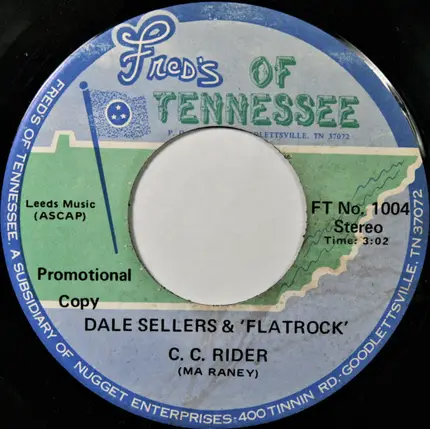 Fred's OF
TENNESSEE
GOODLETTSVILLE, TN 37072
Leeds Music
(ASCAP)
FT No. 1004
Stereo
Time: 3:02
Promotional
Copy
DALE SELLERS & 'FLATROCK'
C. C. RIDER
(MA RANEY)
FRED'S OF TENNESSEE, A SUBSIDIARY OF NUGGET ENTERPRISES-400 TINNIN RD.-GOODLETTSVILLE, TN 37072